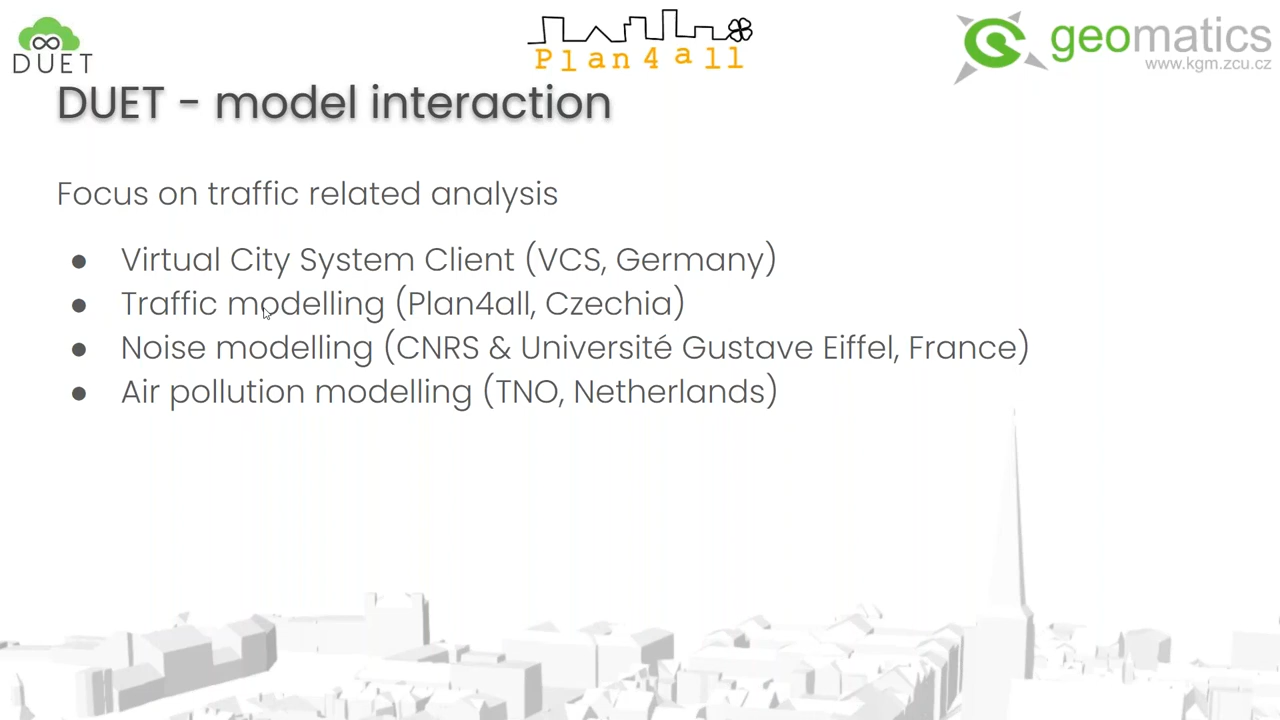 DUET
Plan4all
geomatics
www.kgm.zcu.cz
DUET - model interaction
Focus on traffic related analysis
● Virtual City System Client (VCS, Germany)
● Traffic modelling (Plan4all, Czechia)
● Noise modelling (CNRS & Université Gustave Eiffel, France)
● Air pollution modelling (TNO, Netherlands)